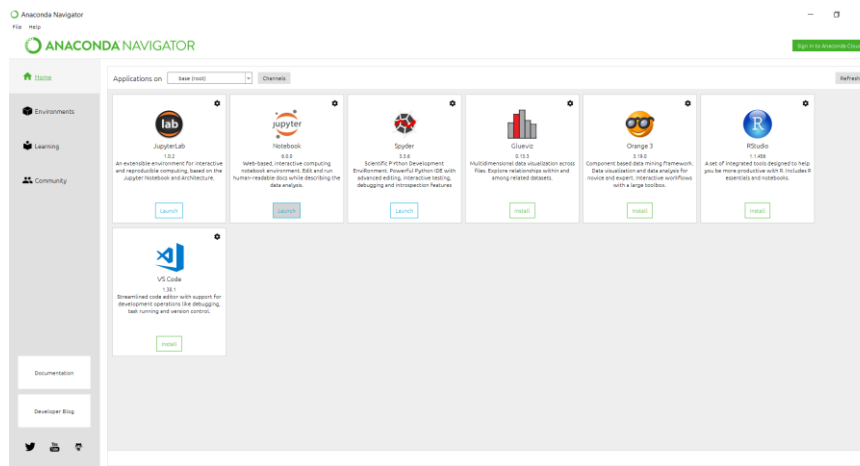 Anaconda Navigator
File Help
ANACONDA NAVIGATOR
Sign in to Anaconda Cloud
Home
Environments
Learning
Community
Documentation
Developer Blog
You
Tube
Applications on base (root) Channels
Refresh
lab
JupyterLab
1.0.2
An extensible environment for interactive
and reproducible computing, based on the
Jupyter Notebook and Architecture.
Launch
jupyter
Notebook
6.0.0
Web-based, interactive computing
notebook environment. Edit and run
human-readable docs while describing the
data analysis.
Launch
Spyder
3.3.6
Scientific PYthon Development
EnviRonment. Powerful Python IDE with
advanced editing, interactive testing,
debugging and introspection features
Launch
Glueviz
0.13.3
Multidimensional data visualization across
files. Explore relationships within and
among related datasets.
Install
Orange 3
3.19.0
Component based data mining framework.
Data visualization and data analysis for
novice and expert. Interactive workflows
with a large toolbox.
Install
R
RStudio
1.1.456
A set of integrated tools designed to help
you be more productive with R. Includes R
essentials and notebooks.
Install
VS Code
1.38.1
Streamlined code editor with support for
development operations like debugging,
task running and version control.
Install